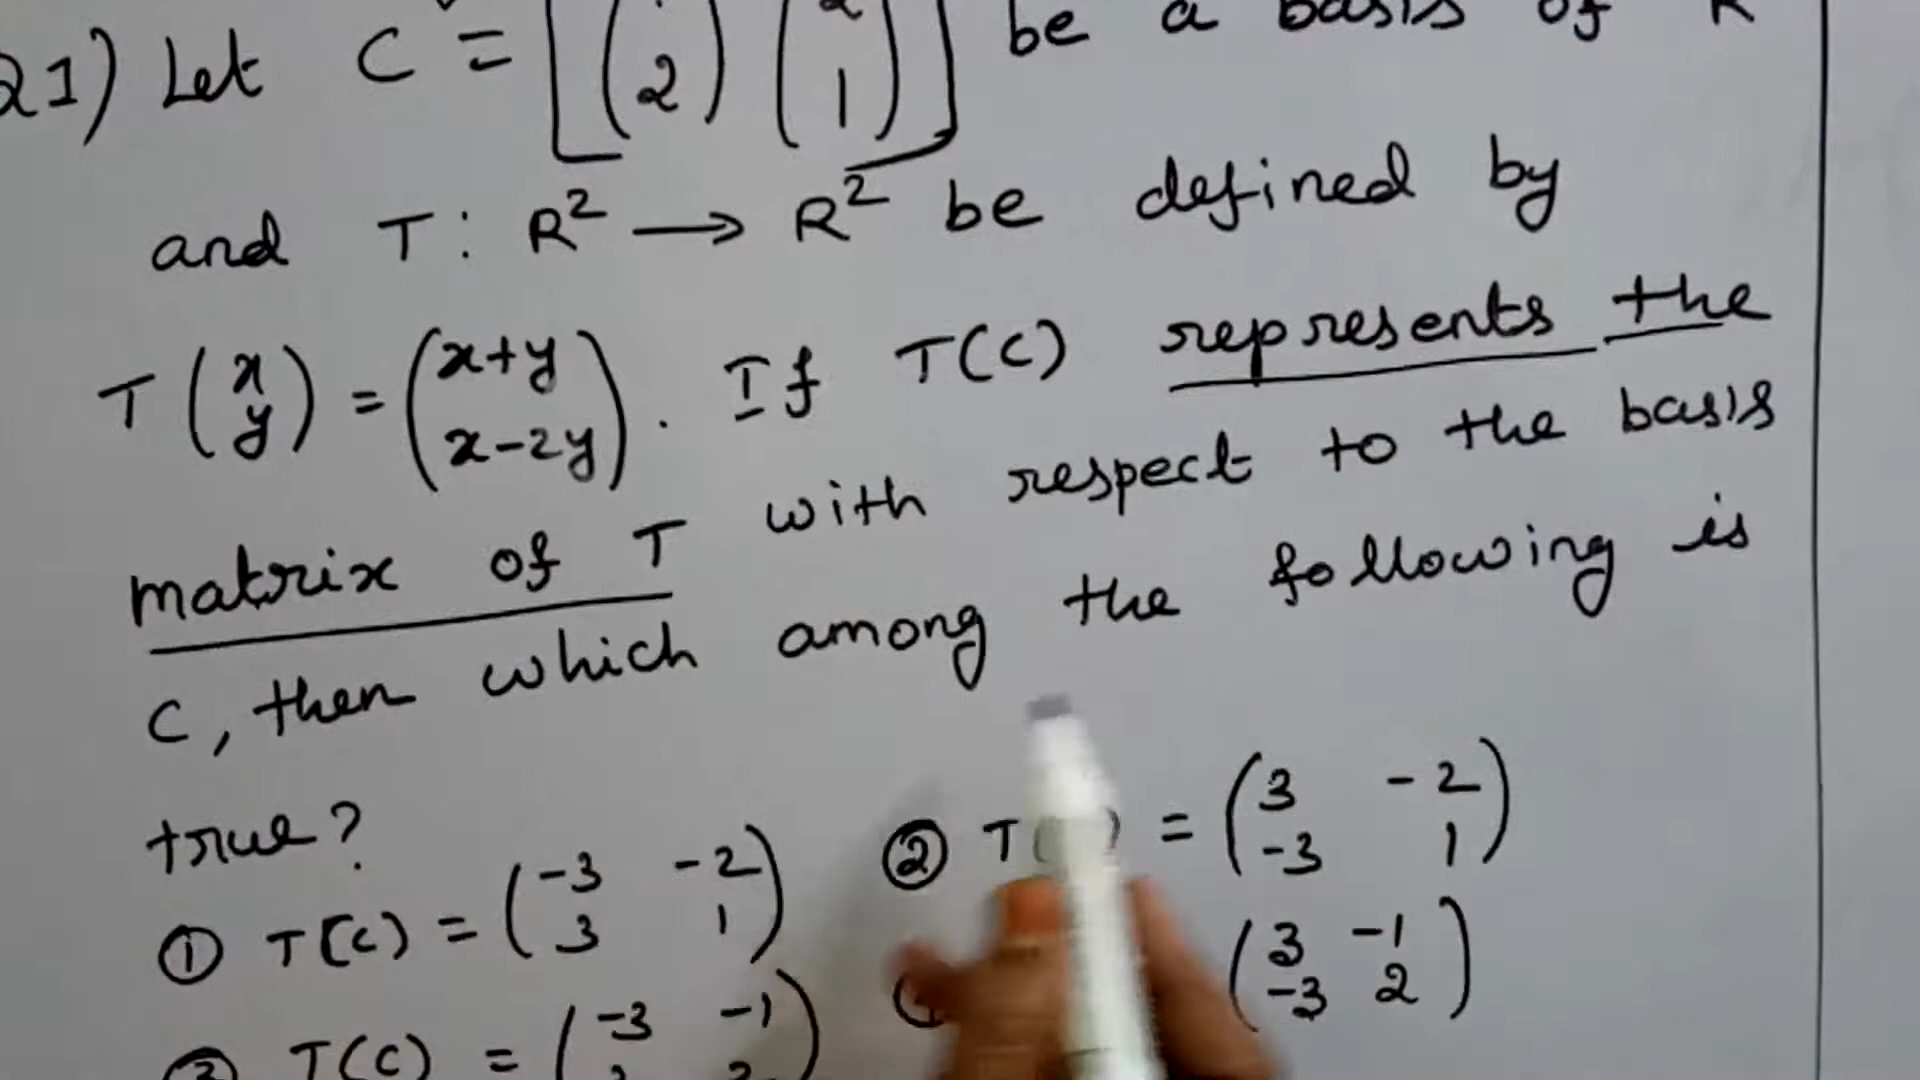 Q1) Let C = [( 2) (2 1)] be a basis of R
and T: R² → R² be defined by
T(x y) = (x+y x-2y). If T(C) represents the
matrix of T with respect to the basis
C, then which among the following is
true?
① T[C) = (-3 -2 3 1) ② T( ) = (3 -2 -3 1)
③ T(C) = (-3 -1 (3 -1 -3 2)